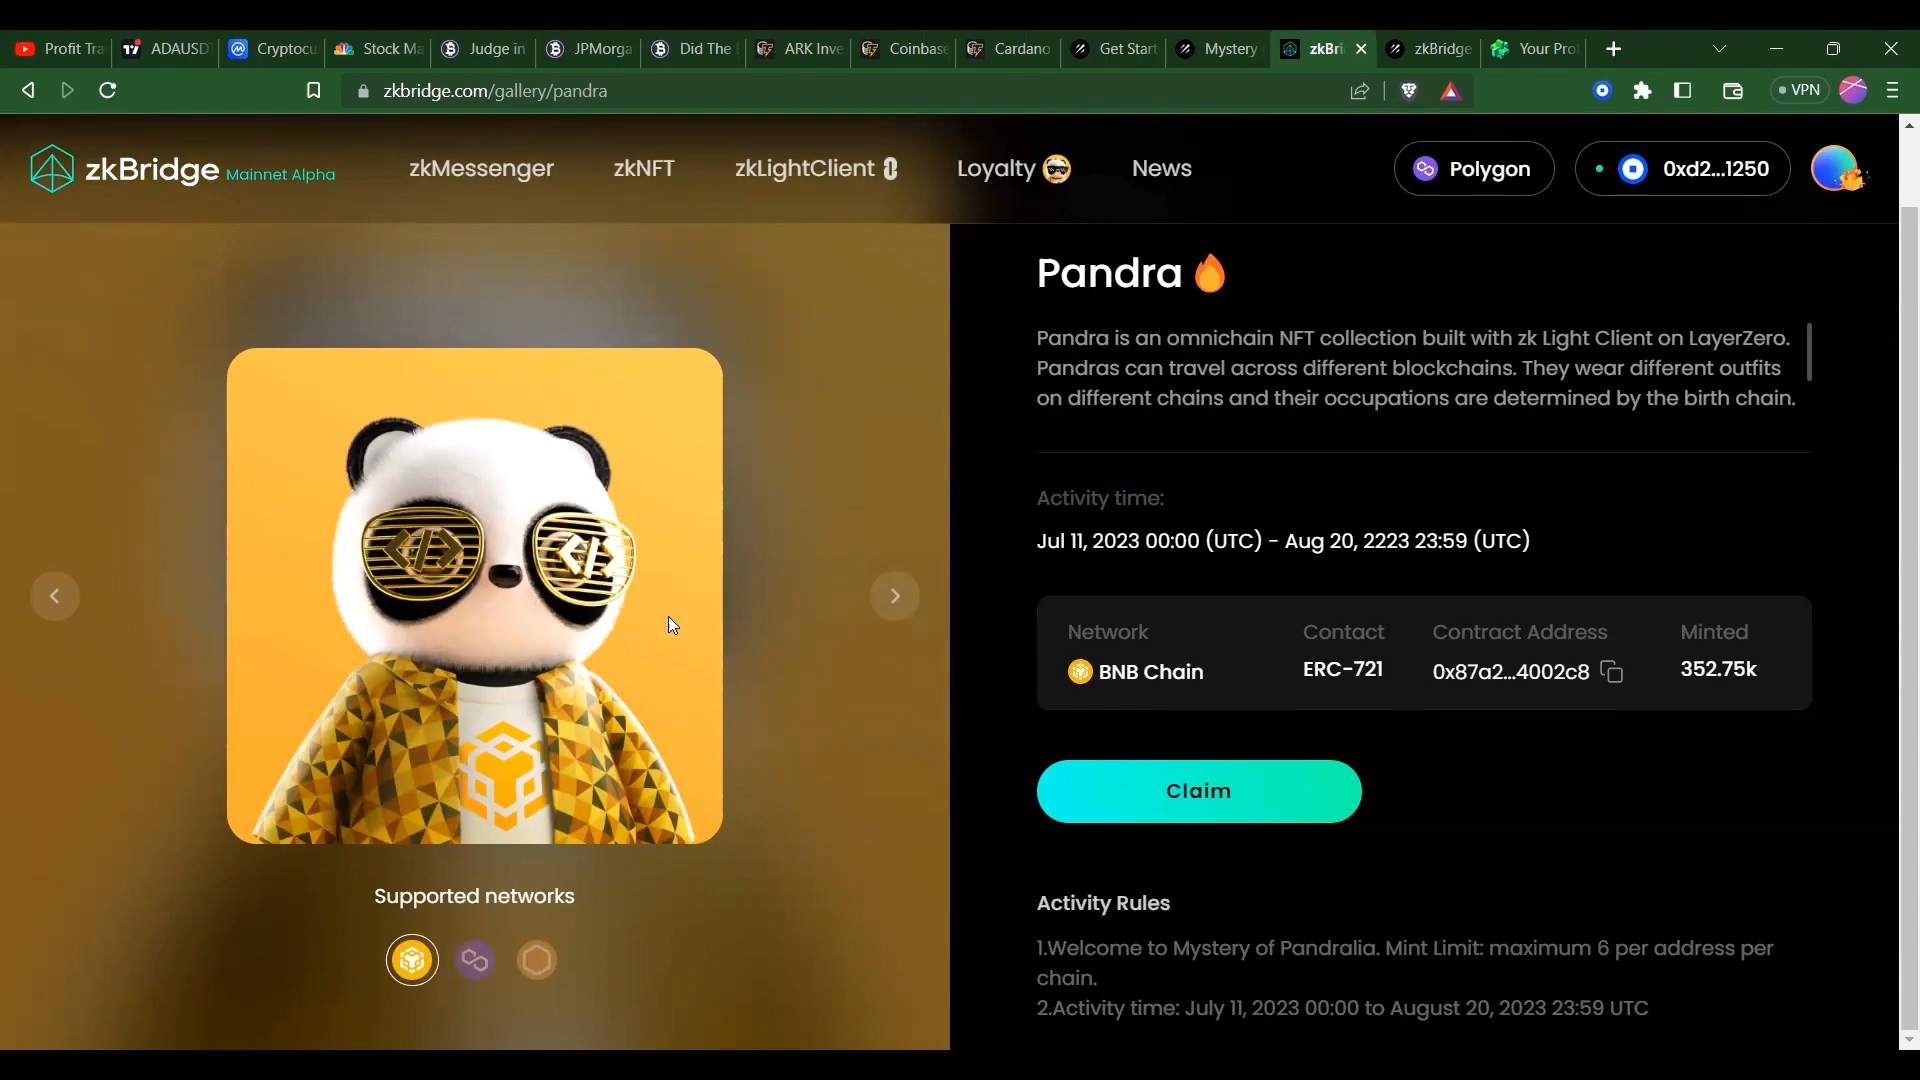 Profit Tra
ADAUSD
Cryptocu
Stock Ma
Judge in
JPMorga
Did The
ARK Inve
Coinbase
Cardano
Get Start
Mystery
zkBri
zkBridge
Your Prof
zkbridge.com/gallery/pandra
VPN
zkBridge Mainnet Alpha
zkMessenger
zkNFT
zkLightClient
Loyalty
News
Polygon
0xd2...1250
Pandra
Pandra is an omnichain NFT collection built with zk Light Client on LayerZero.
Pandras can travel across different blockchains. They wear different outfits
on different chains and their occupations are determined by the birth chain.
Activity time:
Jul 11, 2023 00:00 (UTC) - Aug 20, 2223 23:59 (UTC)
Network Contact Contract Address Minted
BNB Chain ERC-721 0x87a2...4002c8 352.75k
Claim
Supported networks
Activity Rules
1.Welcome to Mystery of Pandralia. Mint Limit: maximum 6 per address per
chain.
2.Activity time: July 11, 2023 00:00 to August 20, 2023 23:59 UTC